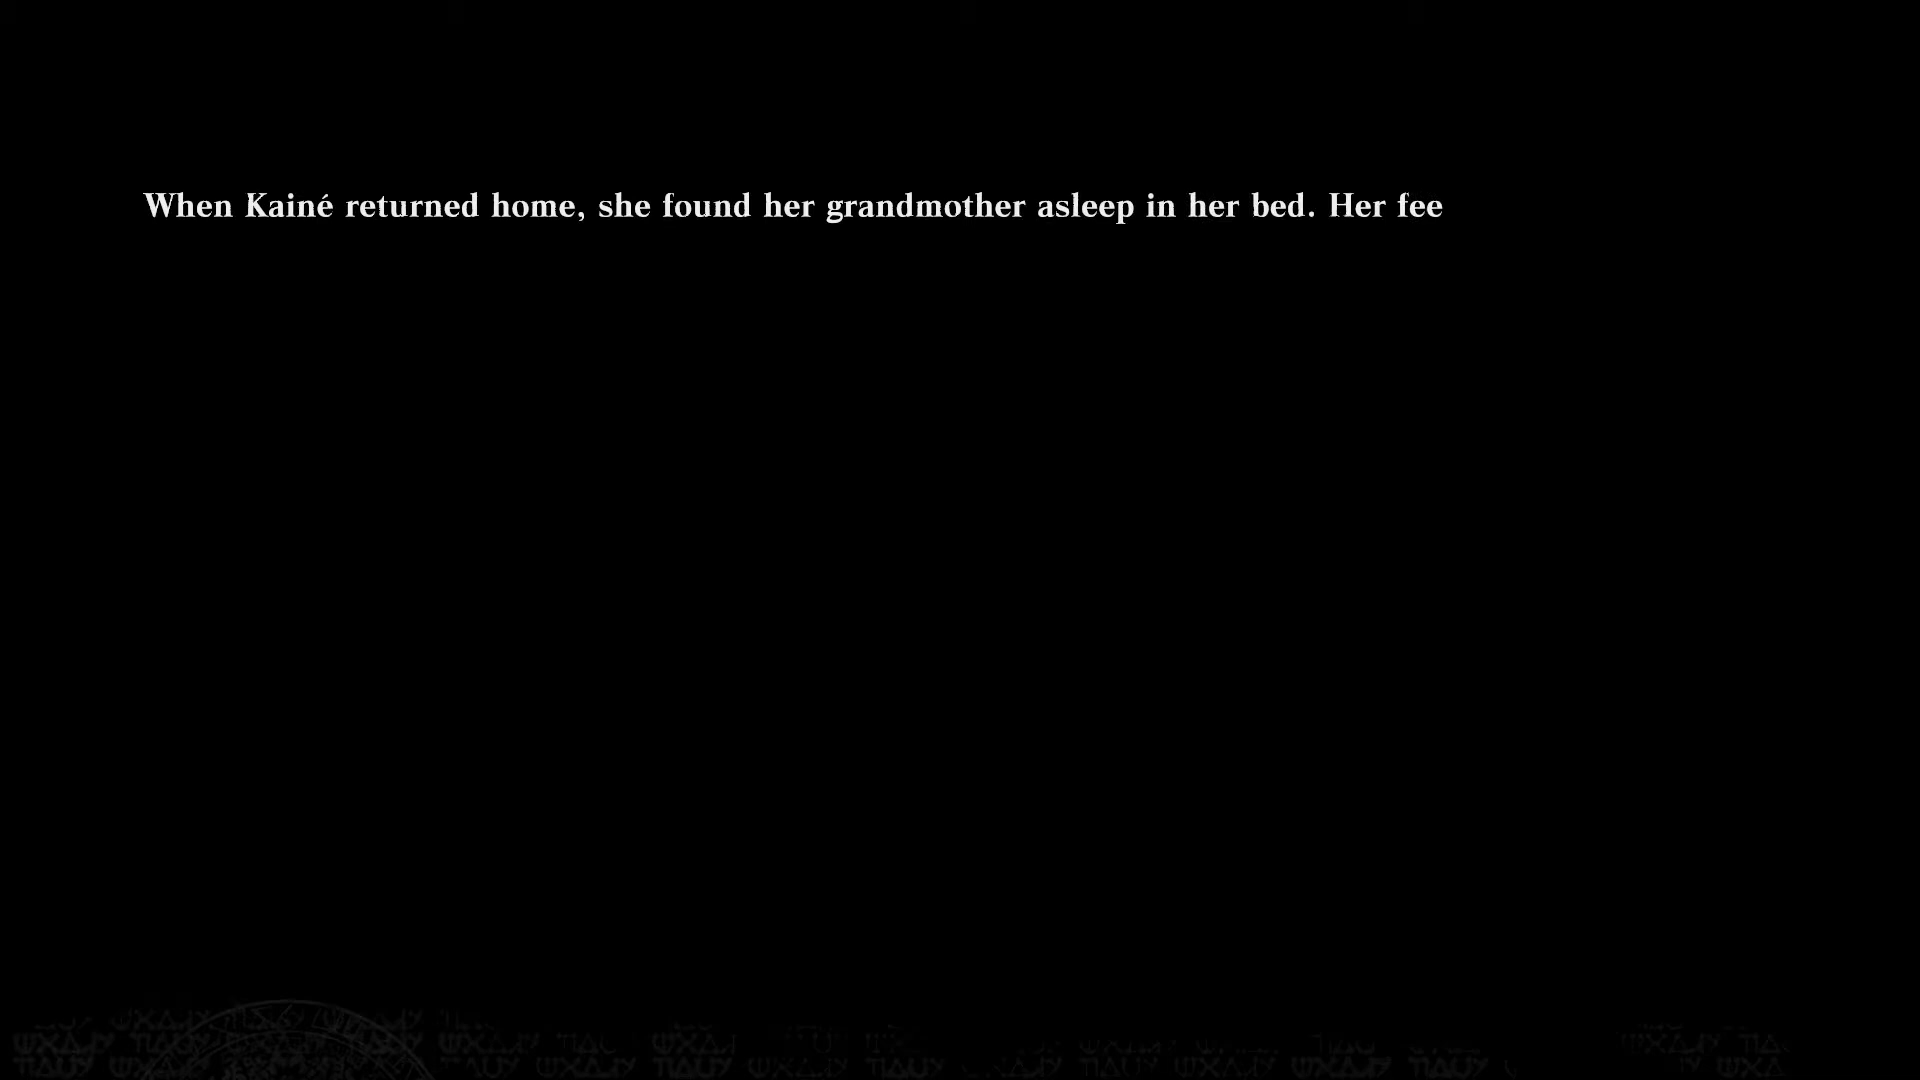 When Kainé returned home, she found her grandmother asleep in her bed. Her fee